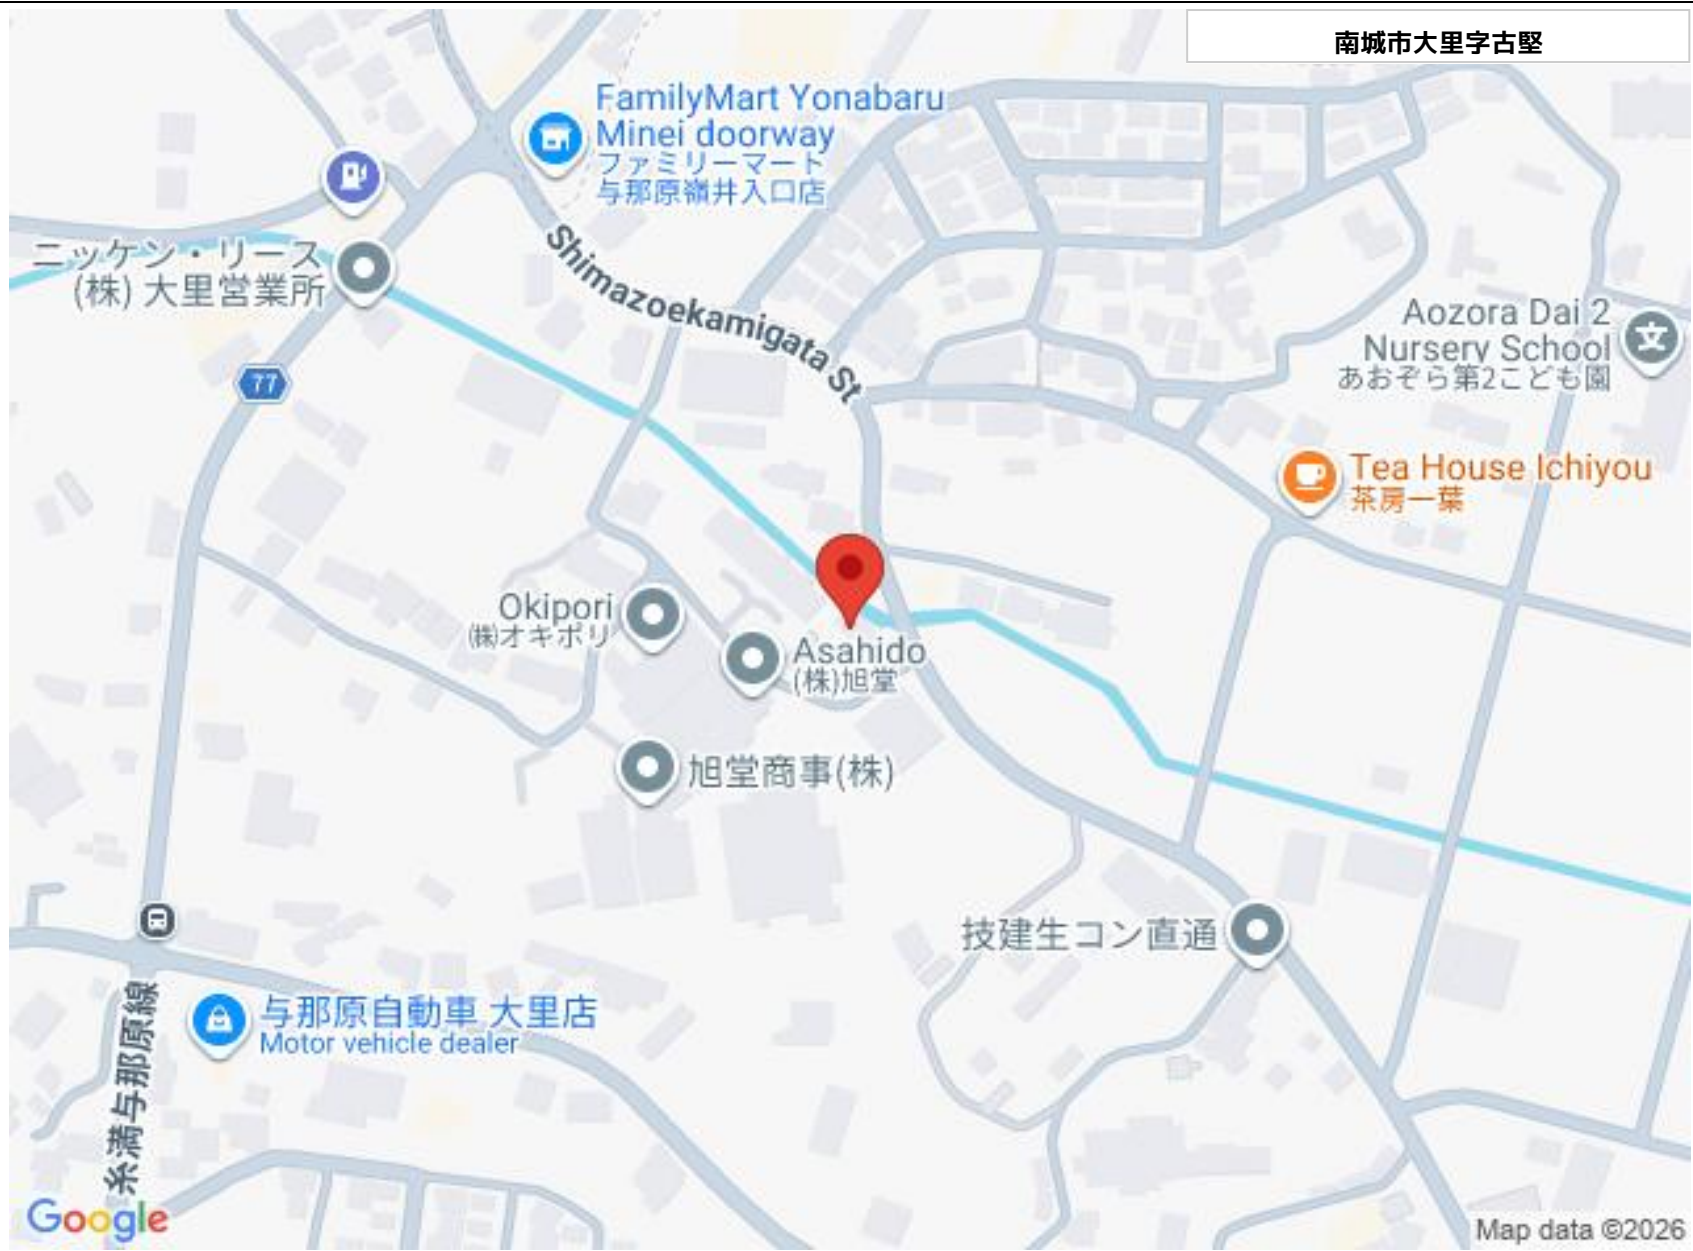 南城市大里字古堅
FamilyMart Yonabaru
Minei doorway
ファミリーマート
与那原嶺井入口店
ニッケン・リース
(株) 大里営業所
Shimazoekamigata St
77
Aozora Dai 2
Nursery School
あおぞら第2こども園
文
Tea House Ichiyou
茶房一葉
Okipori
㈱オキポリ
Asahido
(株)旭堂
旭堂商事(株)
技建生コン直通
与那原自動車 大里店
Motor vehicle dealer
糸満与那原線
Google
Map data ©2026